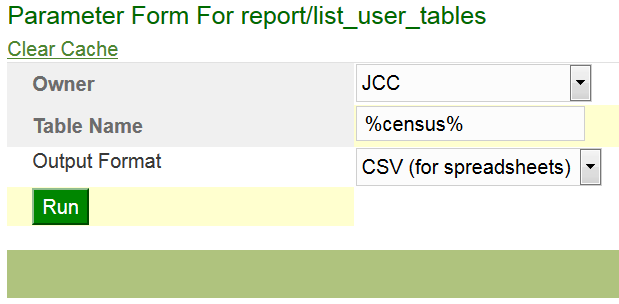 Parameter Form For report/list_user_tables
Clear Cache
Owner JCC
Table Name %census%
Output Format CSV (for spreadsheets)
Run